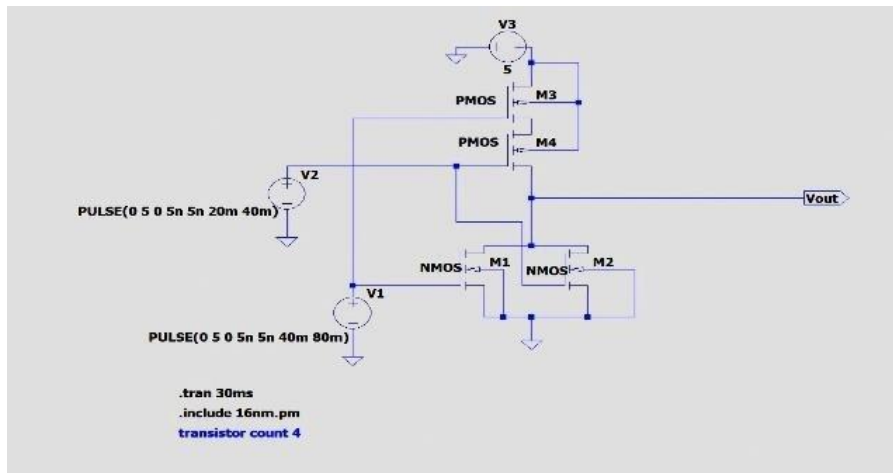 V3
5
PMOS
M3
PMOS
M4
V2
PULSE(0 5 0 5n 5n 20m 40m)
Vout
NMOS
M1
NMOS
M2
V1
PULSE(0 5 0 5n 5n 40m 80m)
.tran 30ms
.include 16nm.pm
transistor count 4